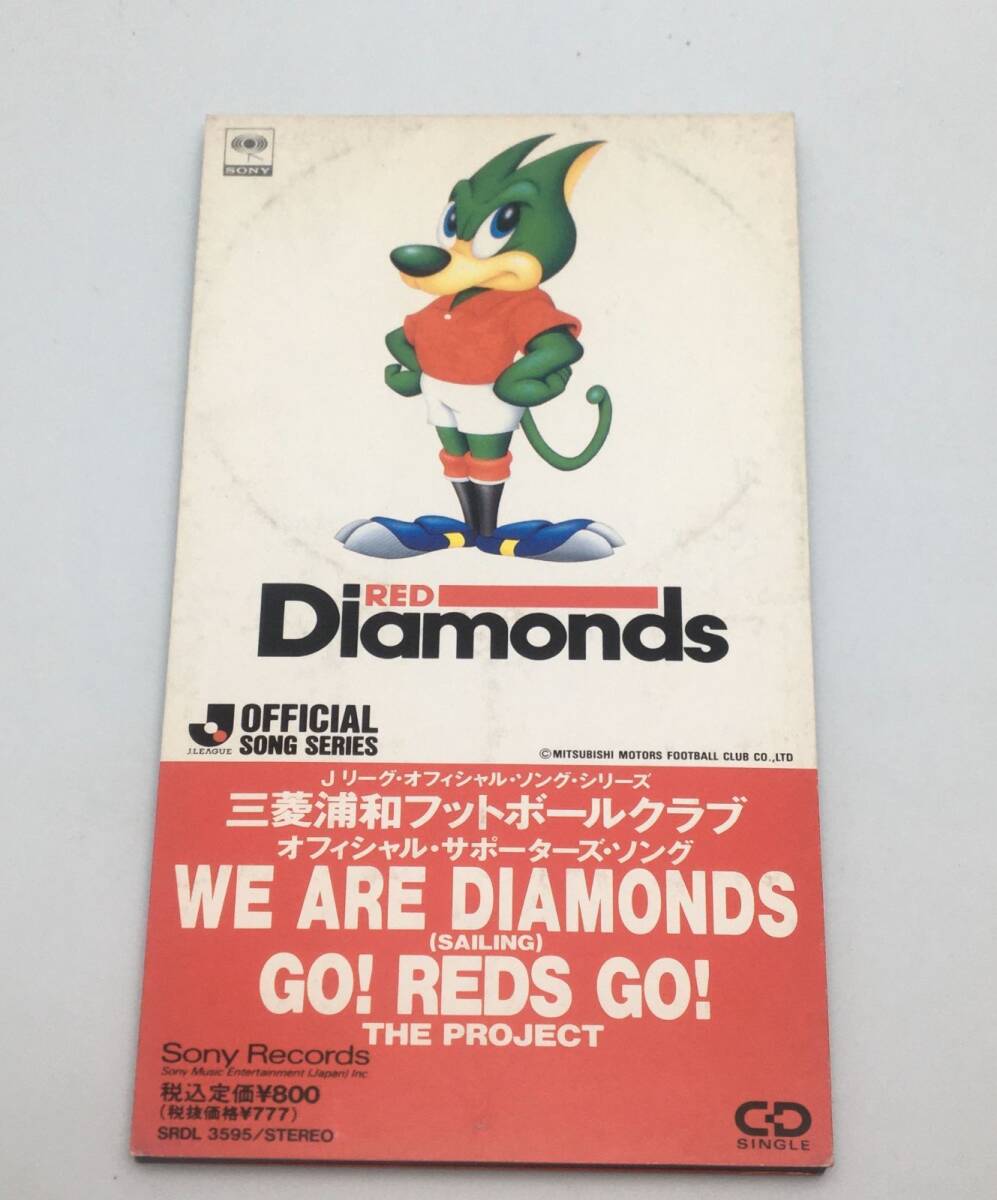 SONY
RED
Diamonds
J.LEAGUE
OFFICIAL
SONG SERIES
©MITSUBISHI MOTORS FOOTBALL CLUB CO.,LTD
Jリーグ・オフィシャル・ソング・シリーズ
三菱浦和フットボールクラブ
オフィシャル・サポーターズ・ソング
WE ARE DIAMONDS
(SAILING)
GO! REDS GO!
THE PROJECT
Sony Records
Sony Music Entertainment (Japan) Inc
税込定価¥800
(税抜価格¥777)
SRDL 3595/STEREO
CD
SINGLE